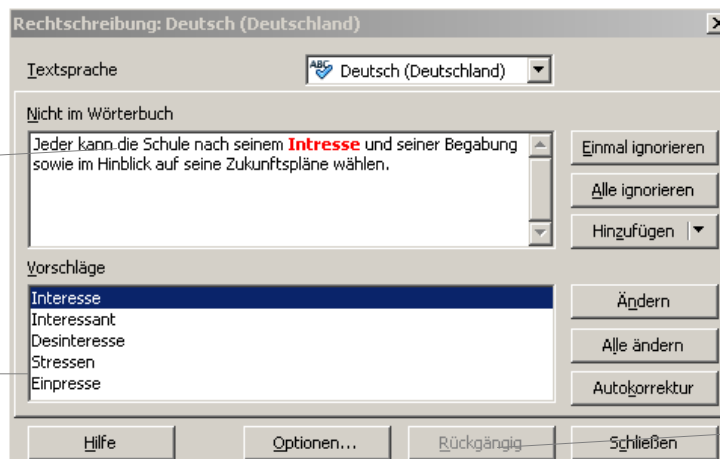 Rechtschreibung: Deutsch (Deutschland)
Textsprache
ABC Deutsch (Deutschland)
Nicht im Wörterbuch
Jeder kann die Schule nach seinem Intresse und seiner Begabung
sowie im Hinblick auf seine Zukunftspläne wählen.
Einmal ignorieren
Alle ignorieren
Hinzufügen
Vorschläge
Interesse
Interessant
Desinteresse
Stressen
Einpresse
Ändern
Alle ändern
Autokorrektur
Hilfe
Optionen...
Rückgängig
Schließen